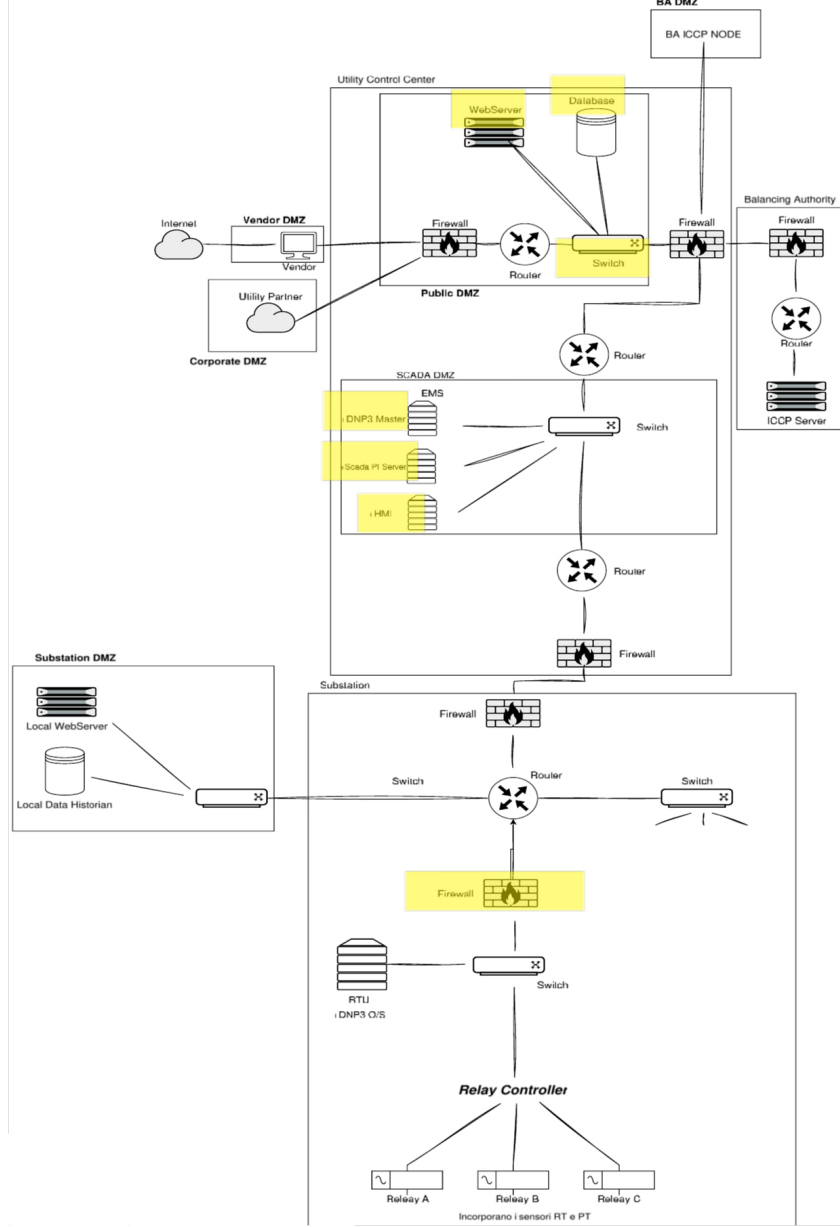 BA DMZ
BA ICCP NODE
Utility Control Center
WebServer
Database
Balancing Authority
Internet
Vendor DMZ
Firewall
Firewall
Firewall
Vendor
Router
Switch
Utility Partner
Public DMZ
Corporate DMZ
Router
Router
SCADA DMZ
EMS
DNP3 Master
Switch
ICCP Server
Scada PI Server
HMI
Router
Substation DMZ
Firewall
Substation
Local WebServer
Firewall
Switch
Router
Switch
Local Data Historian
Firewall
Switch
RTU
DNP3 O/S
Relay Controller
Releay A
Releay B
Releay C
Incorporano i sensori RT e PT